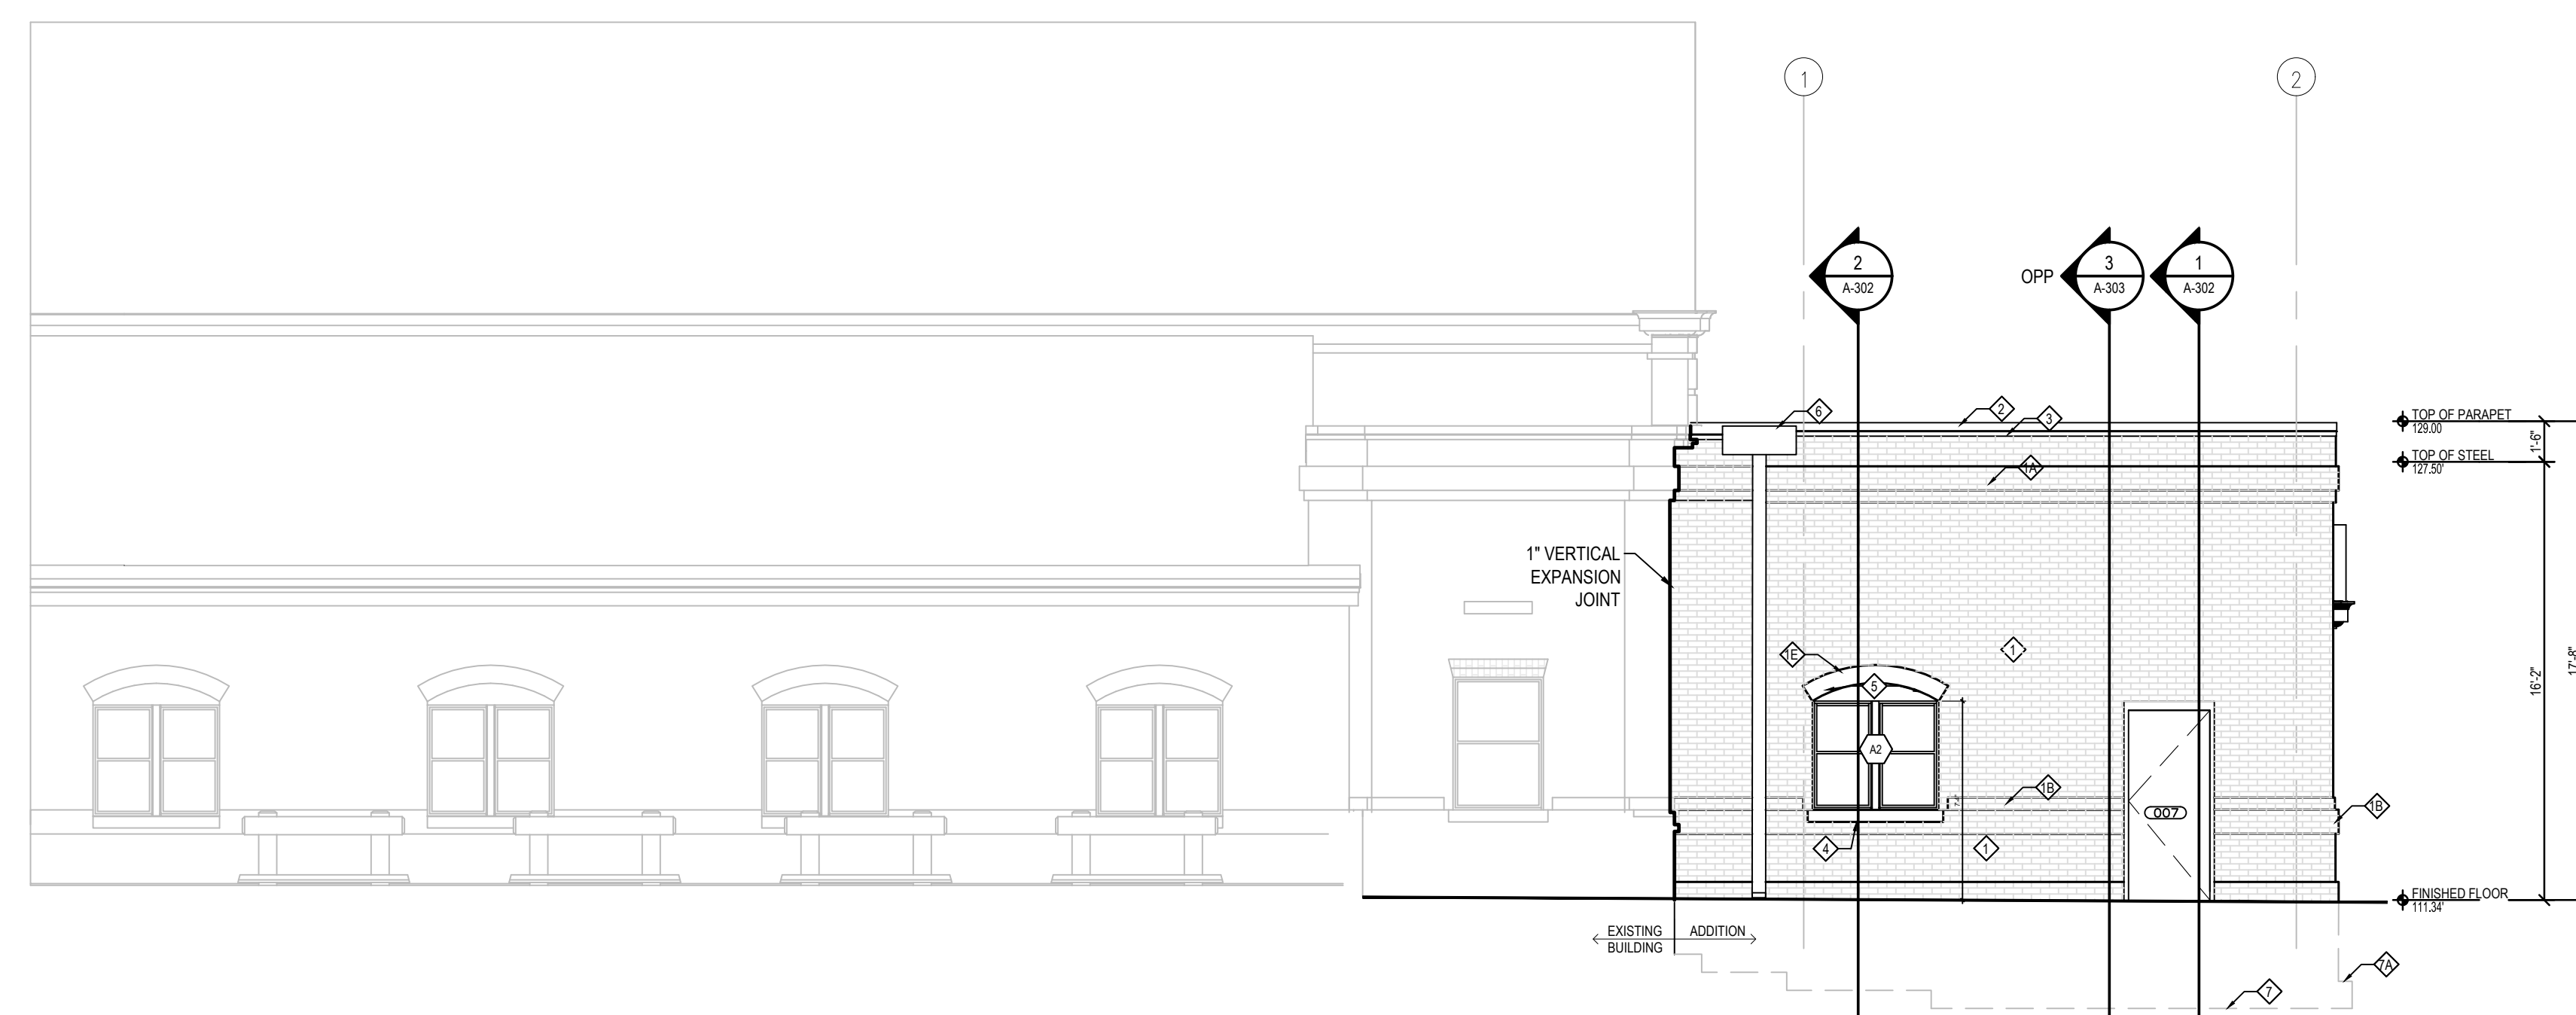 1
2
2
A-302
OPP
3
A-303
1
A-302
6
2
3
TOP OF PARAPET
129.00
1'-6"
1A
TOP OF STEEL
127.50'
1" VERTICAL
EXPANSION
JOINT
1E
1
5
16'-2"
17'-8"
A2
1B
1B
007
4
1
FINISHED FLOOR
111.34'
EXISTING
BUILDING
ADDITION
7A
7